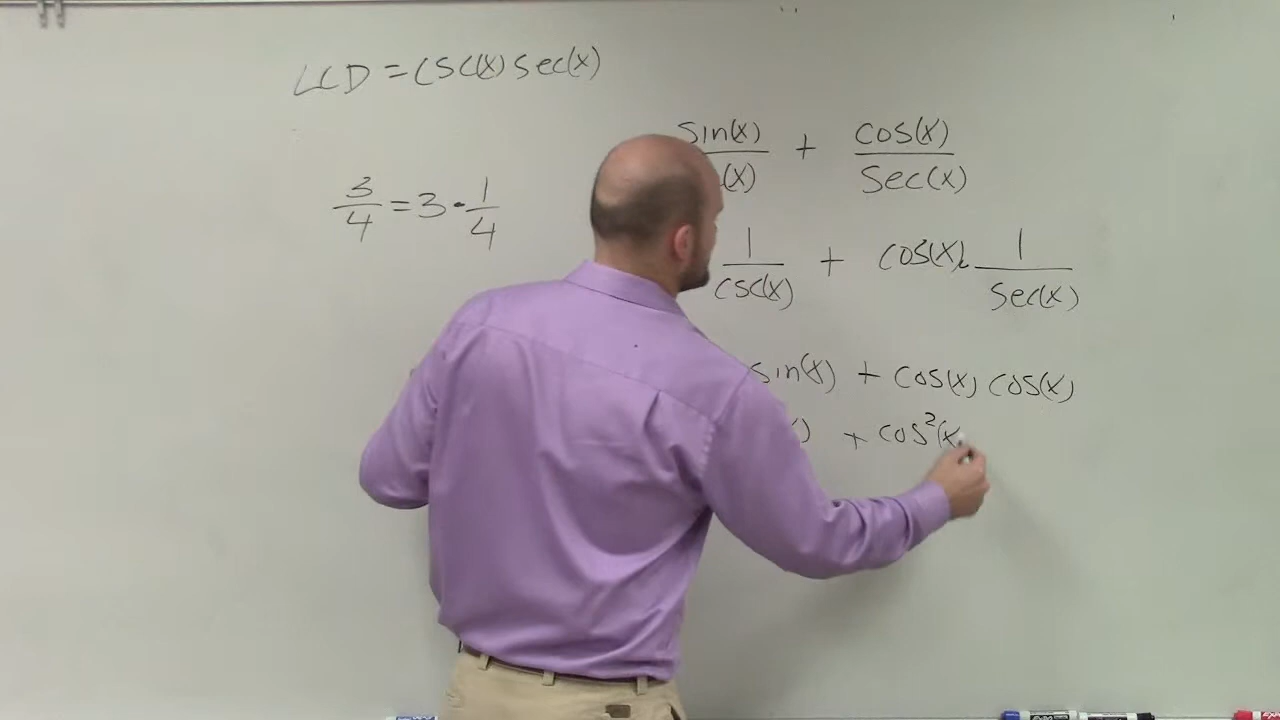 LCD = csc(x) sec(x)
sin(x) + cos(x)
(x) sec(x)
3/4 = 3 · 1/4
1/csc(x) + cos(x) · 1/sec(x)
sin(x) + cos(x) cos(x)
) + cos²(x